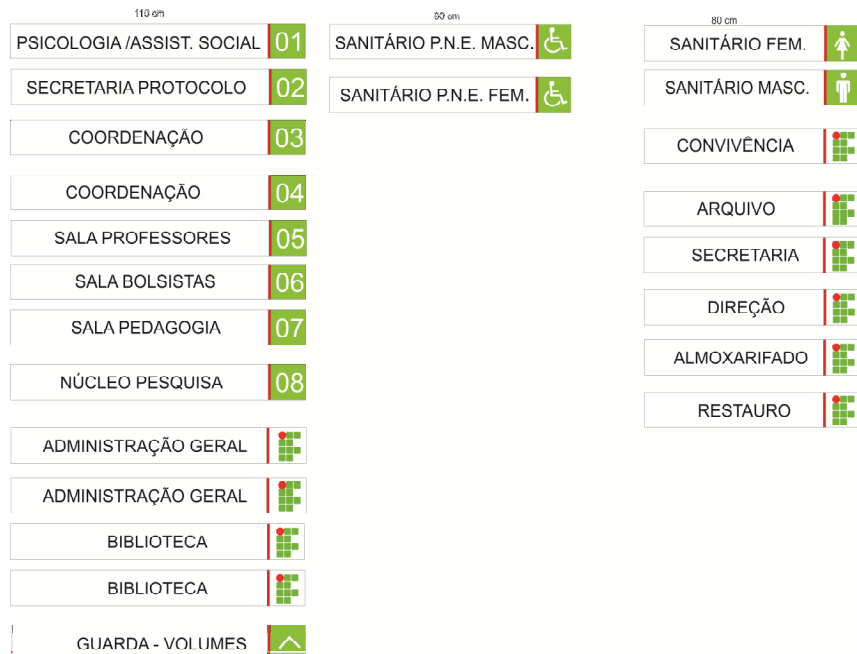 110 cm
PSICOLOGIA /ASSIST. SOCIAL 01
SECRETARIA PROTOCOLO 02
COORDENAÇÃO 03
COORDENAÇÃO 04
SALA PROFESSORES 05
SALA BOLSISTAS 06
SALA PEDAGOGIA 07
NÚCLEO PESQUISA 08
ADMINISTRAÇÃO GERAL
ADMINISTRAÇÃO GERAL
BIBLIOTECA
BIBLIOTECA
GUARDA - VOLUMES
SANITÁRIO P.N.E. MASC.
SANITÁRIO P.N.E. FEM.
80 cm
SANITÁRIO FEM.
SANITÁRIO MASC.
CONVIVÊNCIA
ARQUIVO
SECRETARIA
DIREÇÃO
ALMOXARIFADO
RESTAURO